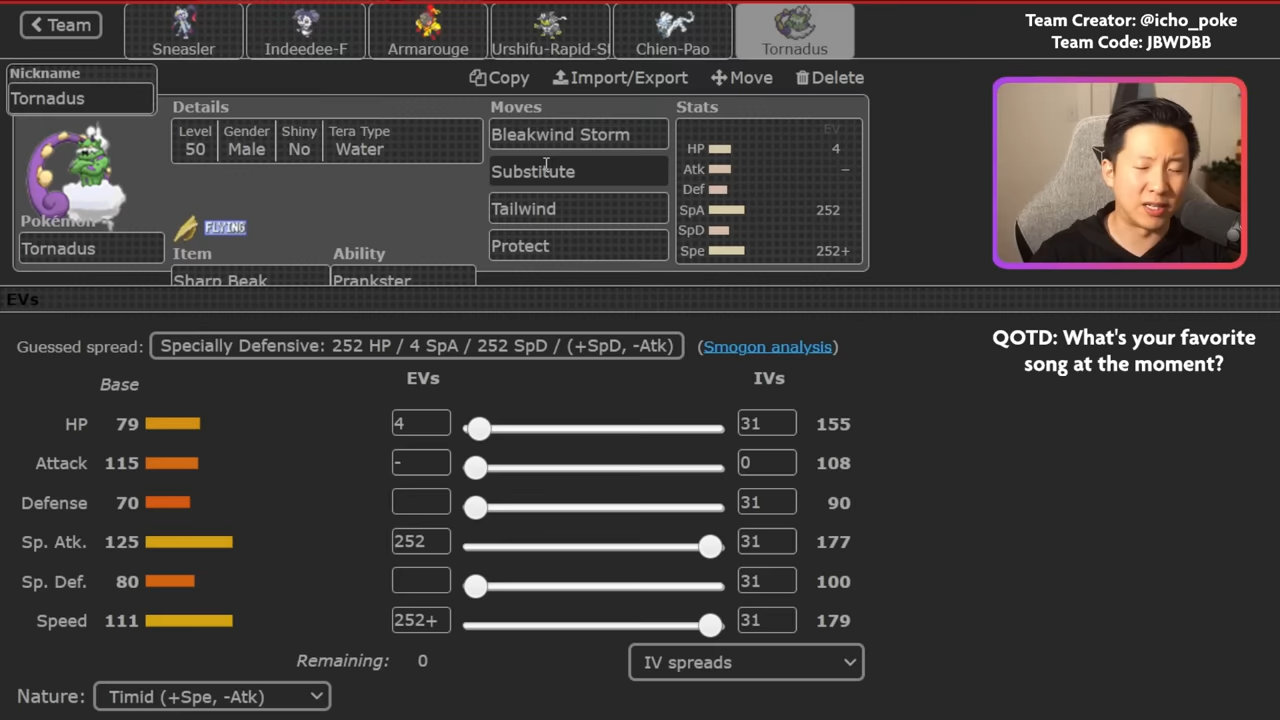 Team
Sneasler
Indeedee-F
Armarouge
Urshifu-Rapid-St
Chien-Pao
Tornadus
Team Creator: @icho_poke
Team Code: JBWDBB
Nickname
Tornadus
Copy
Import/Export
Move
Delete
Details
Level
50
Gender
Male
Shiny
No
Tera Type
Water
Pokémon
Tornadus
FLYING
Item
Sharp Beak
Ability
Prankster
Moves
Bleakwind Storm
Substitute
Tailwind
Protect
Stats
EV
HP 4
Atk –
Def
SpA 252
SpD
Spe 252+
EVs
Guessed spread: Specially Defensive: 252 HP / 4 SpA / 252 SpD / (+SpD, -Atk) (Smogon analysis)
Base EVs IVs
HP 79 4 31 155
Attack 115 - 0 108
Defense 70 31 90
Sp. Atk. 125 252 31 177
Sp. Def. 80 31 100
Speed 111 252+ 31 179
Remaining: 0
IV spreads
Nature: Timid (+Spe, -Atk)
QOTD: What's your favorite
song at the moment?